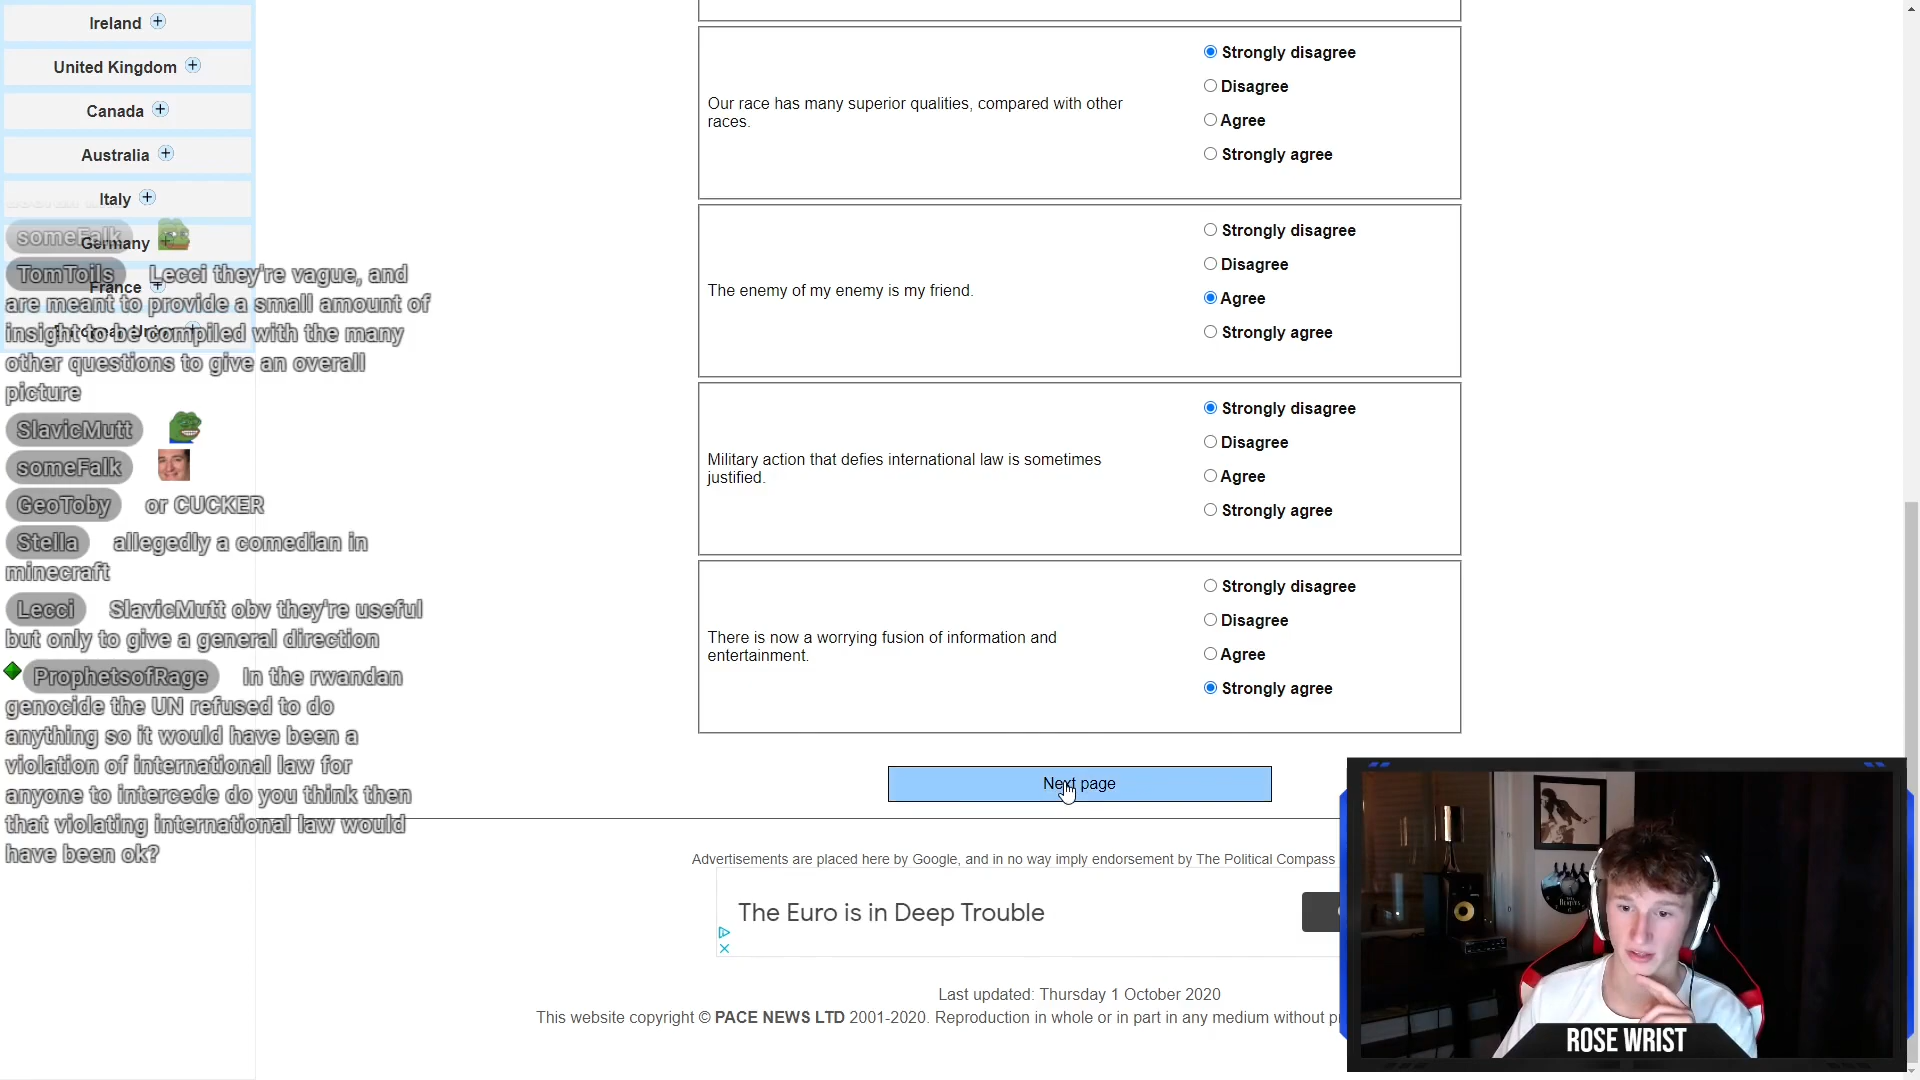 Ireland
United Kingdom
Canada
Australia
Italy
Germany
France
someFalk
TomToils Lecci they're vague, and
are meant to provide a small amount of
insight to be compiled with the many
other questions to give an overall
picture
SlavicMutt
someFalk
GeoToby or CUCKER
Stella allegedly a comedian in
minecraft
Lecci SlavicMutt obv they're useful
but only to give a general direction
ProphetsofRage In the rwandan
genocide the UN refused to do
anything so it would have been a
violation of international law for
anyone to intercede do you think then
that violating international law would
have been ok?
Our race has many superior qualities, compared with other
races.
Strongly disagree
Disagree
Agree
Strongly agree
The enemy of my enemy is my friend.
Strongly disagree
Disagree
Agree
Strongly agree
Military action that defies international law is sometimes
justified.
Strongly disagree
Disagree
Agree
Strongly agree
There is now a worrying fusion of information and
entertainment.
Strongly disagree
Disagree
Agree
Strongly agree
Next page
Advertisements are placed here by Google, and in no way imply endorsement by The Political Compass
The Euro is in Deep Trouble
Last updated: Thursday 1 October 2020
This website copyright © PACE NEWS LTD 2001-2020. Reproduction in whole or in part in any medium without
ROSE WRIST